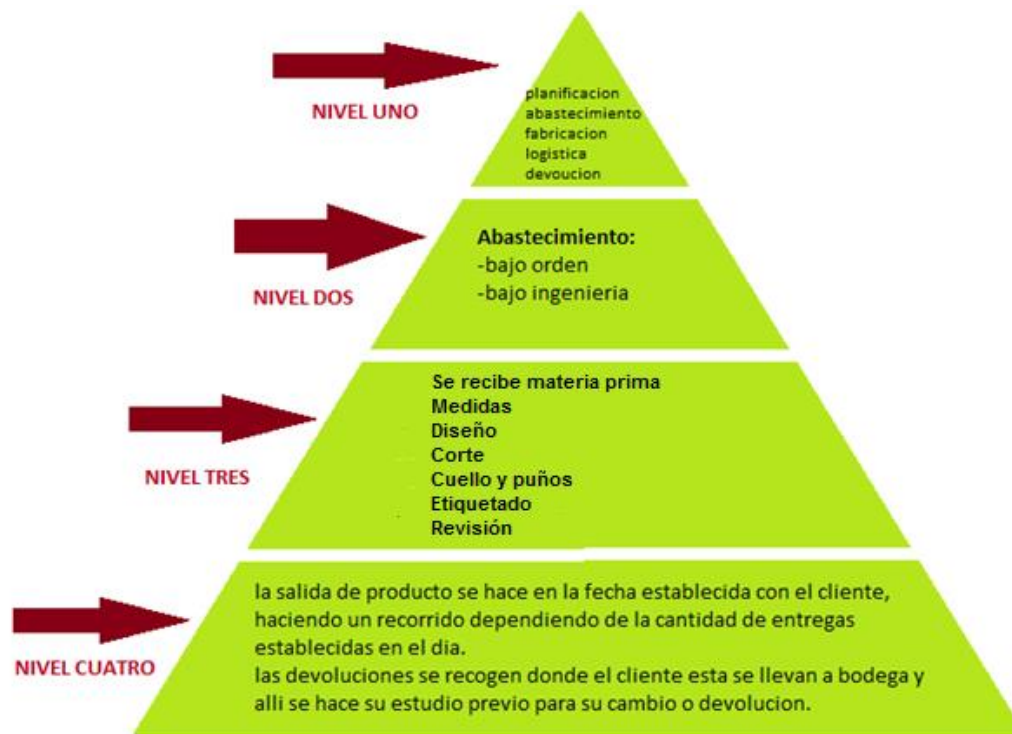 planificacion
NIVEL UNO
abastecimiento
fabricacion
logistica
devoucion
Abastecimiento:
-bajo orden
-bajo ingenieria
NIVEL DOS
Se recibe materia prima
Medidas
Diseño
Corte
Cuello y puños
Etiquetado
Revisión
NIVEL TRES
la salida de producto se hace en la fecha establecida con el cliente,
haciendo un recorrido dependiendo de la cantidad de entregas
establecidas en el dia.
las devoluciones se recogen donde el cliente esta se llevan a bodega y
alli se hace su estudio previo para su cambio o devolucion.
NIVEL CUATRO